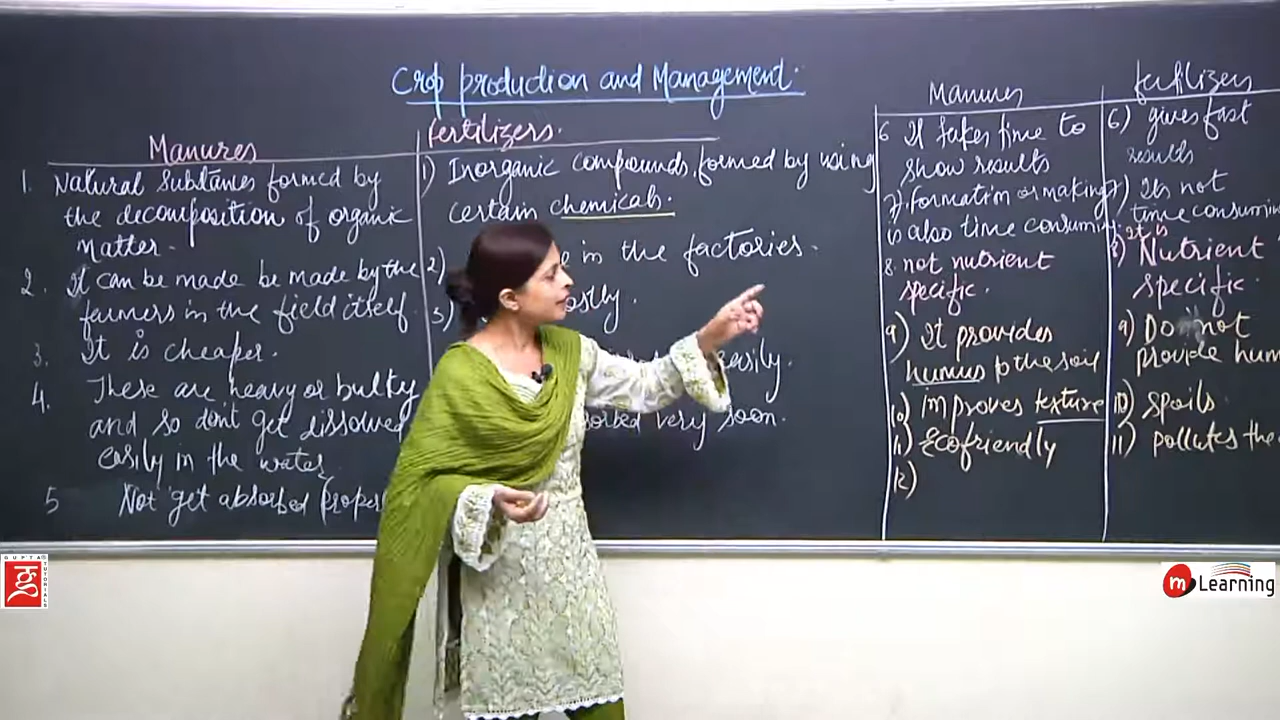 Crop production and Management.
Manures
1. Natural Substances formed by
the decomposition of organic
Matter.
2. It can be made be made by the
farmers in the field itself.
3. It is cheaper.
4. These are heavy or bulky
and so don't get dissolved
easily in the water
5 Not get absorbed
fertilizers.
1) Inorganic compounds, formed by using
certain chemicals.
2) in the factories.
3)
easily.
very soon.
Manures
6 It takes time to
show results
7. formation or making
is also time consuming
8. not nutrient
specific.
9) It provides
humus to the soil
10) improves texture
11) Ecofriendly
12)
fertilizers
6) gives fast
results
7) Its not
time consuming
8) It is
Nutrient
specific.
9) Do not
provide hum
10) Spoils
11) pollutes the
GUPTA
TUTORIALS
m Learning